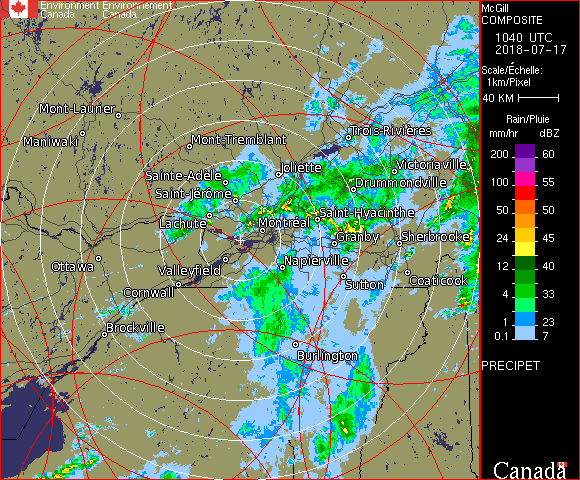 Environment Environnement
Canada Canada
McGill
COMPOSITE
1040 UTC
2018-07-17
Scale/Échelle:
1km/Pixel
40 KM
Rain/Pluie
mm/hr dBZ
200 60
100 55
50 50
24 45
12 40
4 33
1 23
0.1 7
PRECIPET
Canada
Mont-Laurier
Maniwaki
Mont-Tremblant
Trois-Rivières
Sainte-Adèle
Joliette
Victoriaville
Saint-Jérôme
Drummondville
Lachute
Montréal
Saint-Hyacinthe
Granby
Sherbrooke
Ottawa
Valleyfield
Napierville
Cornwall
Sutton
Coaticook
Brockville
Burlington